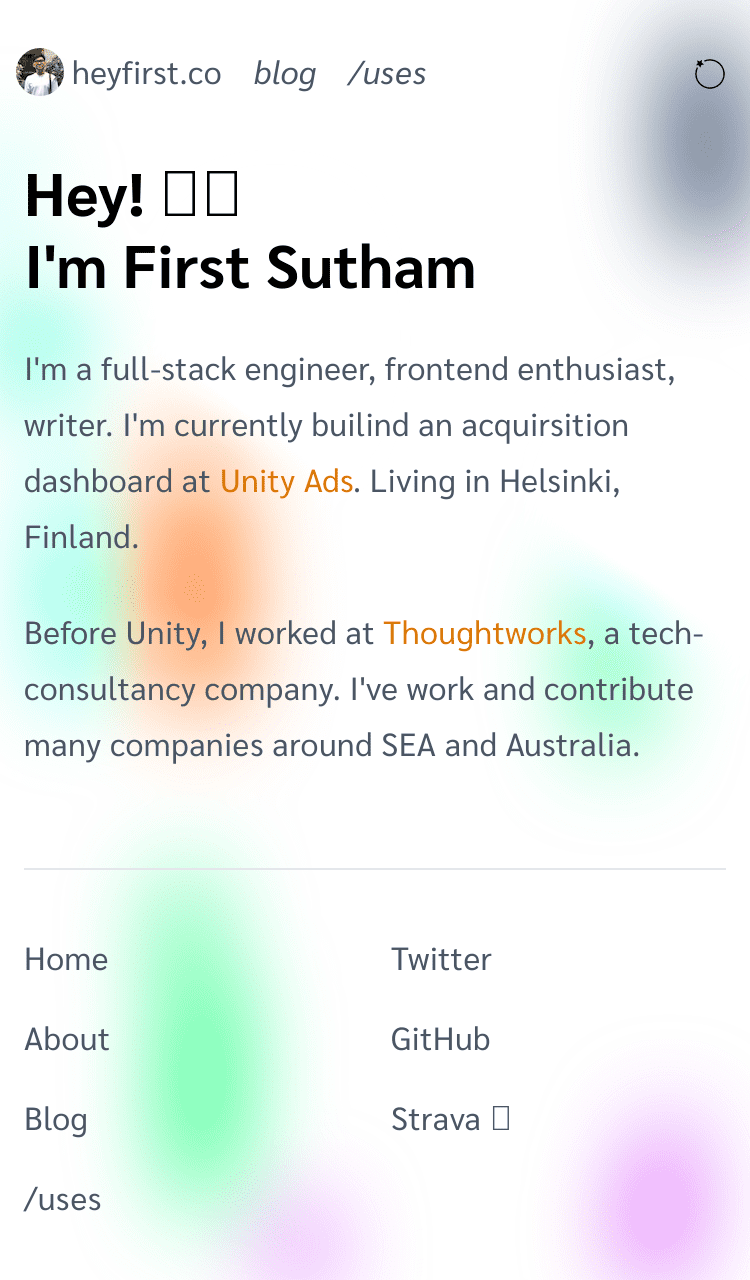 heyfirst.co blog /uses
Hey!
I'm First Sutham
I'm a full-stack engineer, frontend enthusiast,
writer. I'm currently builind an acquirsition
dashboard at Unity Ads. Living in Helsinki,
Finland.
Before Unity, I worked at Thoughtworks, a tech-
consultancy company. I've work and contribute
many companies around SEA and Australia.
Home
Twitter
About
GitHub
Blog
Strava
/uses